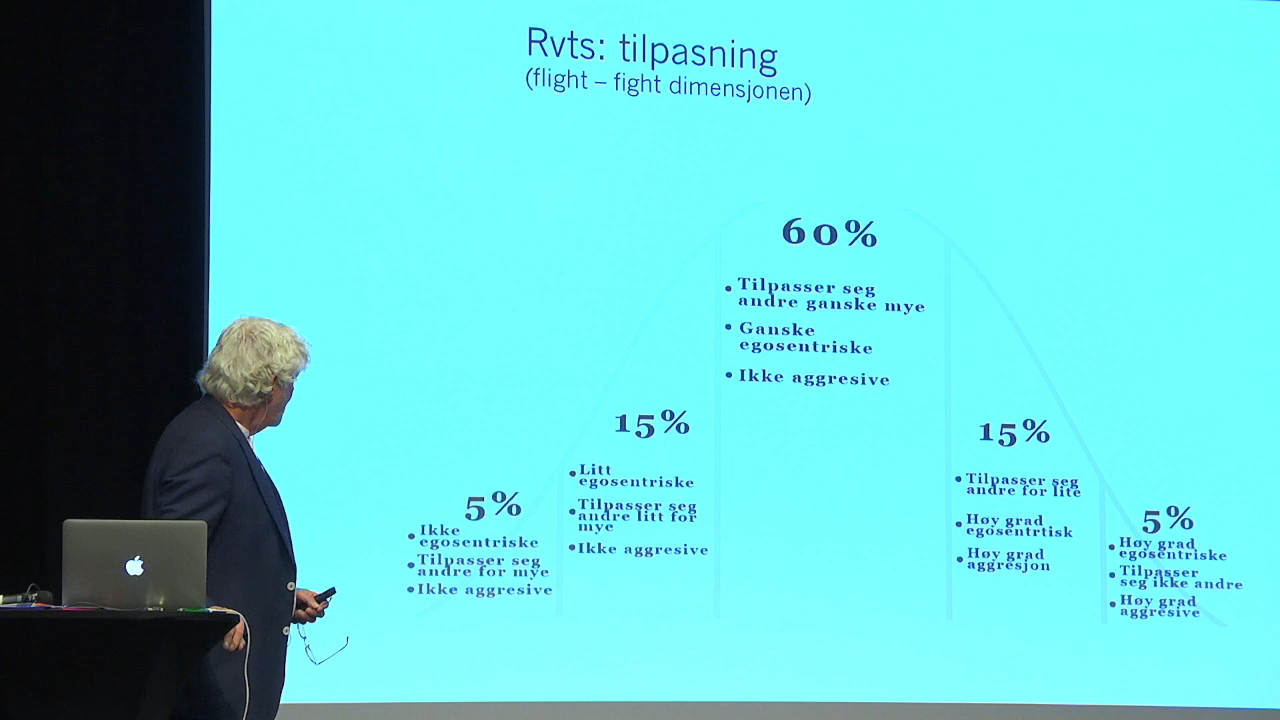 Rvts: tilpasning
(flight – fight dimensjonen)
5%
• Ikke
egosentriske
• Tilpasser seg
andre for mye
• Ikke aggresive
15%
• Litt
egosentriske
• Tilpasser seg
andre litt for
mye
• Ikke aggresive
60%
• Tilpasser seg
andre ganske mye
• Ganske
egosentriske
• Ikke aggresive
15%
• Tilpasser seg
andre for lite
• Høy grad
egosentrtisk
• Høy grad
aggresjon
5%
• Høy grad
egosentriske
• Tilpasser
seg ikke andre
• Høy grad
aggresive